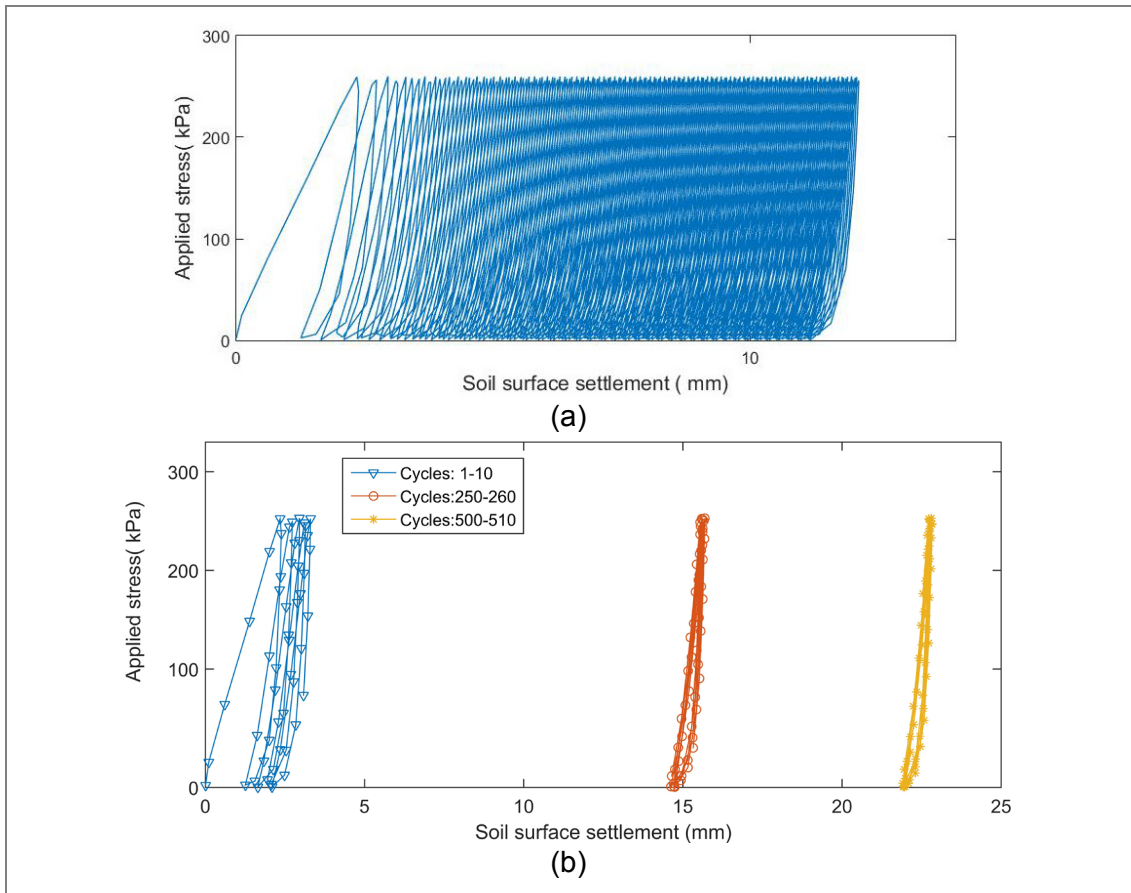 300
200
100
0
Applied stress( kPa)
0 10
Soil surface settlement ( mm)
(a)
300
200
100
0
Applied stress( kPa)
Cycles: 1-10
Cycles:250-260
Cycles:500-510
0 5 10 15 20 25
Soil surface settlement (mm)
(b)